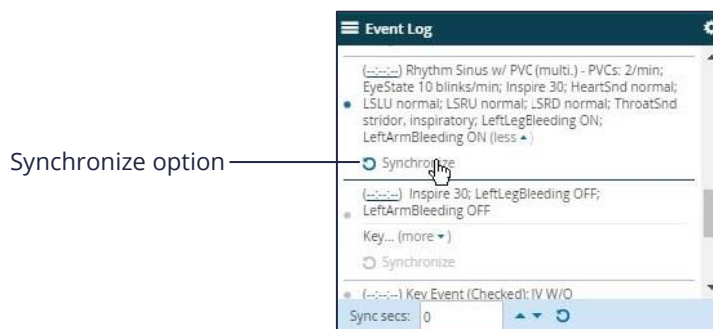 Event Log
(--:--:--) Rhythm Sinus w/ PVC (multi.) - PVCs: 2/min;
EyeState 10 blinks/min; Inspire 30; HeartSnd normal;
LSLU normal; LSRU normal; LSRD normal; ThroatSnd
stridor, inspiratory; LeftLegBleeding ON;
LeftArmBleeding ON (less ▴)
Synchronize option
Synchronize
(--:--:--) Inspire 30; LeftLegBleeding OFF;
LeftArmBleeding OFF
Key... (more ▾)
Synchronize
(--:--:--) Key Event (Checked): IV W/O
Sync secs: 0